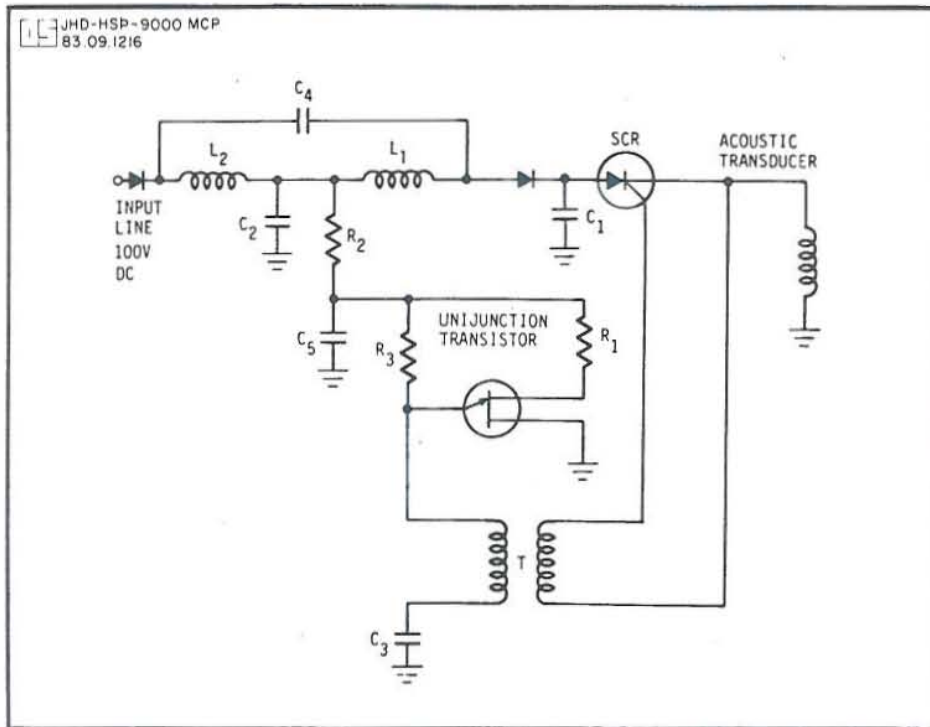 JHD-HSP-9000 MCP
83.09.1216
C4
SCR
ACOUSTIC
TRANSDUCER
L2
L1
INPUT
LINE
100V
DC
C2
R2
C1
C5
R3
UNIJUNCTION
TRANSISTOR
R1
T
C3